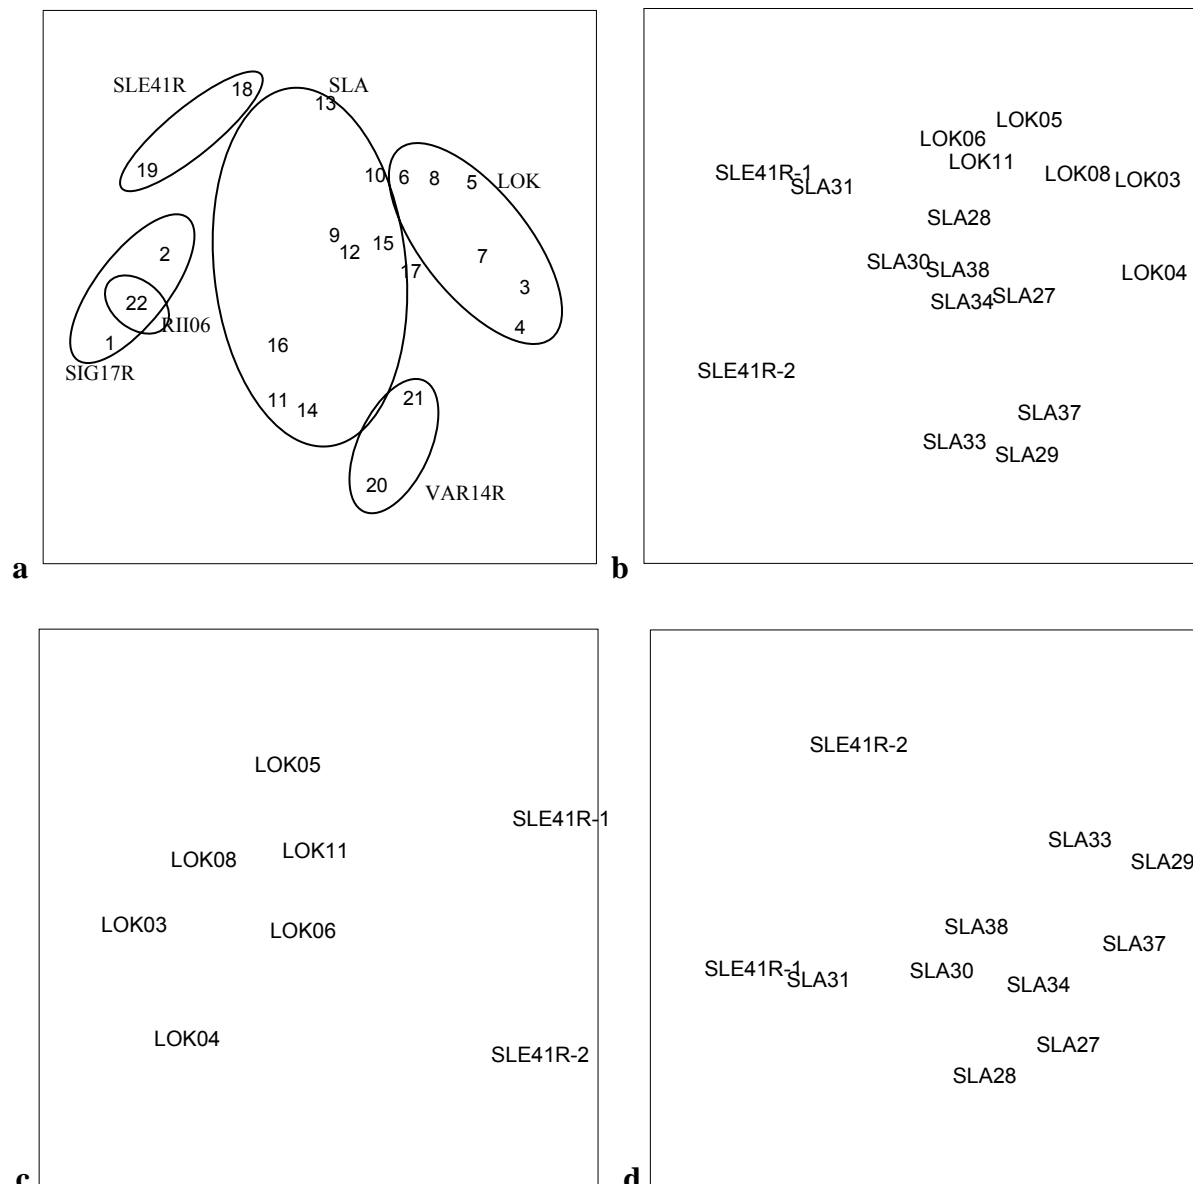 SLE41R
18
SLA
13
19
10
6
8
5
LOK
9
12
15
17
7
2
3
22
RII06
4
1
SIG17R
16
11
14
21
20
VAR14R
a
LOK05
LOK06
LOK11
SLE41R-1
SLA31
LOK08
LOK03
SLA28
SLA30
SLA38
LOK04
SLA34
SLA27
SLE41R-2
SLA37
SLA33
SLA29
b
LOK05
SLE41R-1
LOK11
LOK08
LOK03
LOK06
LOK04
SLE41R-2
c
SLE41R-2
SLA33
SLA29
SLA38
SLA37
SLE41R-1
SLA31
SLA30
SLA34
SLA27
SLA28
d